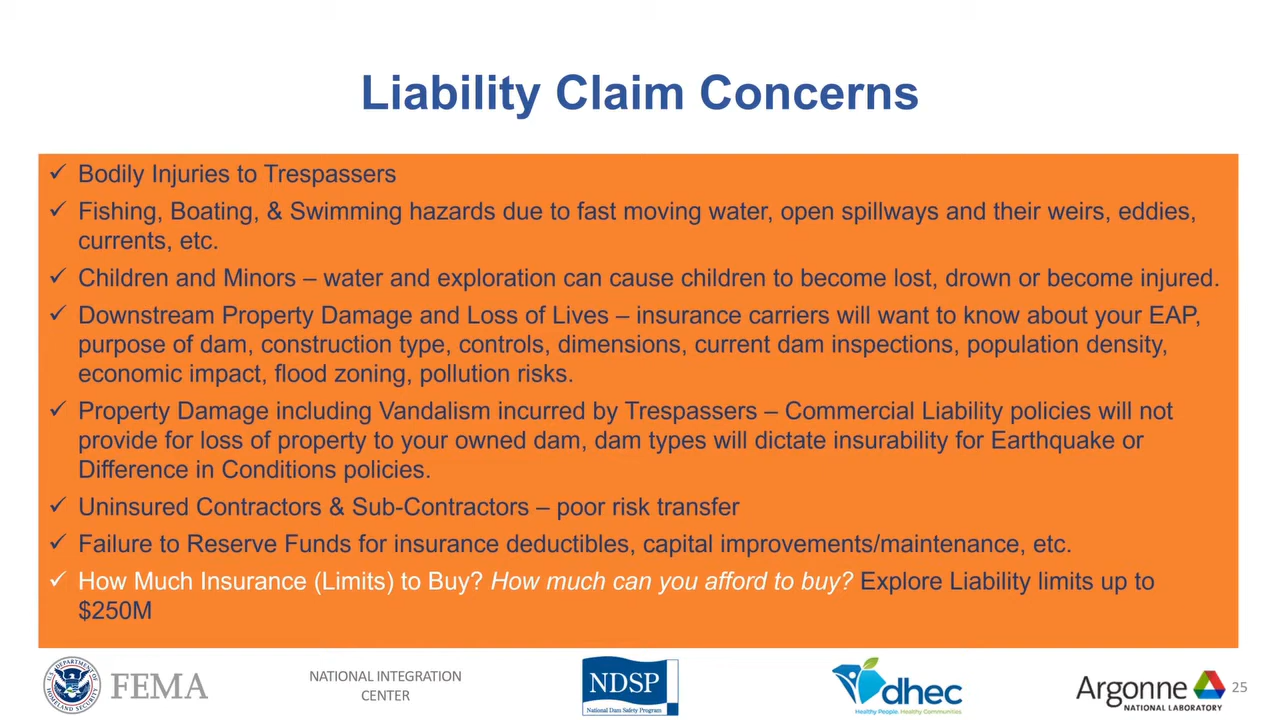 Liability Claim Concerns
✓ Bodily Injuries to Trespassers
✓ Fishing, Boating, & Swimming hazards due to fast moving water, open spillways and their weirs, eddies,
currents, etc.
✓ Children and Minors – water and exploration can cause children to become lost, drown or become injured.
✓ Downstream Property Damage and Loss of Lives – insurance carriers will want to know about your EAP,
purpose of dam, construction type, controls, dimensions, current dam inspections, population density,
economic impact, flood zoning, pollution risks.
✓ Property Damage including Vandalism incurred by Trespassers – Commercial Liability policies will not
provide for loss of property to your owned dam, dam types will dictate insurability for Earthquake or
Difference in Conditions policies.
✓ Uninsured Contractors & Sub-Contractors – poor risk transfer
✓ Failure to Reserve Funds for insurance deductibles, capital improvements/maintenance, etc.
✓ How Much Insurance (Limits) to Buy? How much can you afford to buy? Explore Liability limits up to
$250M
U.S. DEPARTMENT OF HOMELAND SECURITY
FEMA
NATIONAL INTEGRATION
CENTER
NDSP
National Dam Safety Program
dhec
Healthy People. Healthy Communities
Argonne
NATIONAL LABORATORY
25